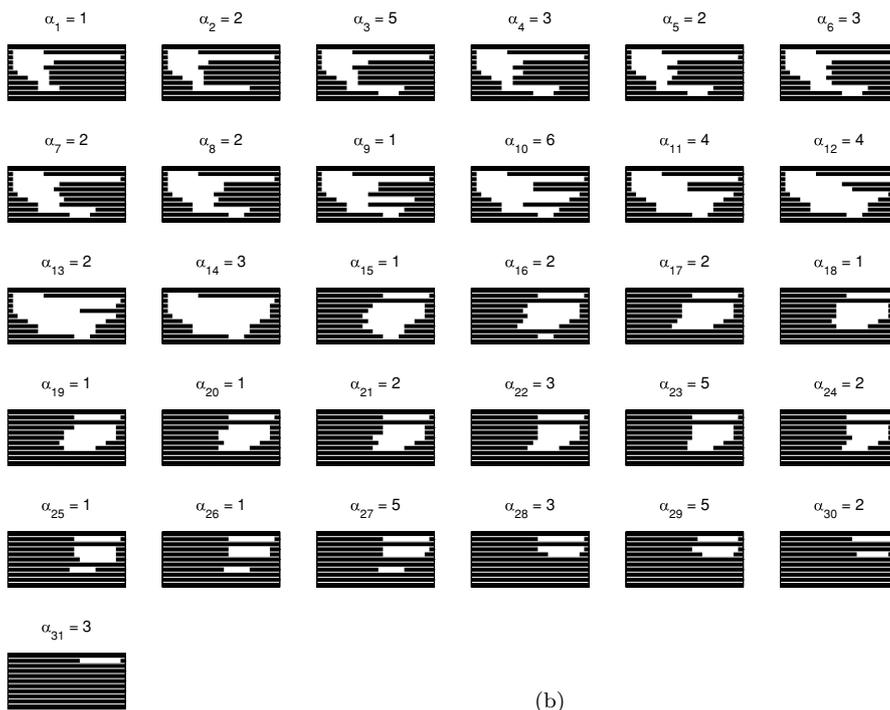 α1 = 1 α2 = 2 α3 = 5 α4 = 3 α5 = 2 α6 = 3
α7 = 2 α8 = 2 α9 = 1 α10 = 6 α11 = 4 α12 = 4
α13 = 2 α14 = 3 α15 = 1 α16 = 2 α17 = 2 α18 = 1
α19 = 1 α20 = 1 α21 = 2 α22 = 3 α23 = 5 α24 = 2
α25 = 1 α26 = 1 α27 = 5 α28 = 3 α29 = 5 α30 = 2
α31 = 3
(b)